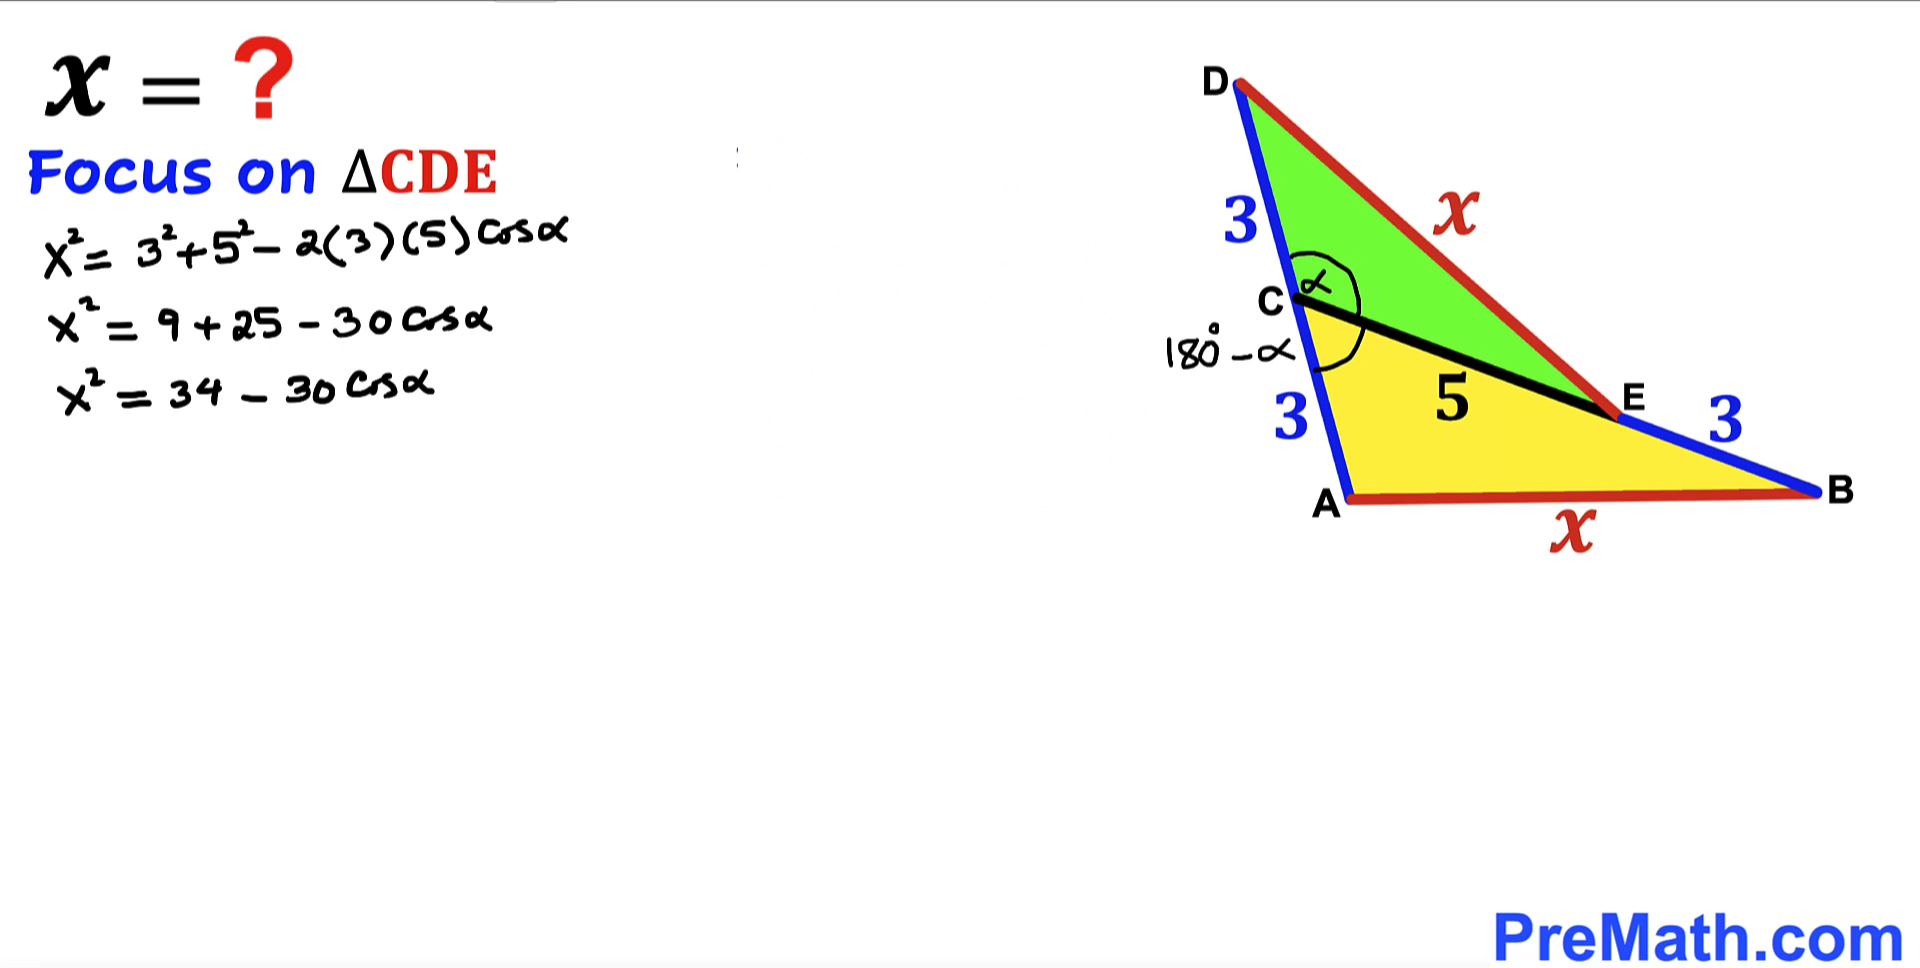 x = ?
Focus on ΔCDE
x² = 3² + 5² - 2(3)(5) cosα
x² = 9 + 25 - 30 cosα
x² = 34 - 30 cosα
D
3
x
α
C
180° - α
3
5
E
3
A
B
x
PreMath.com